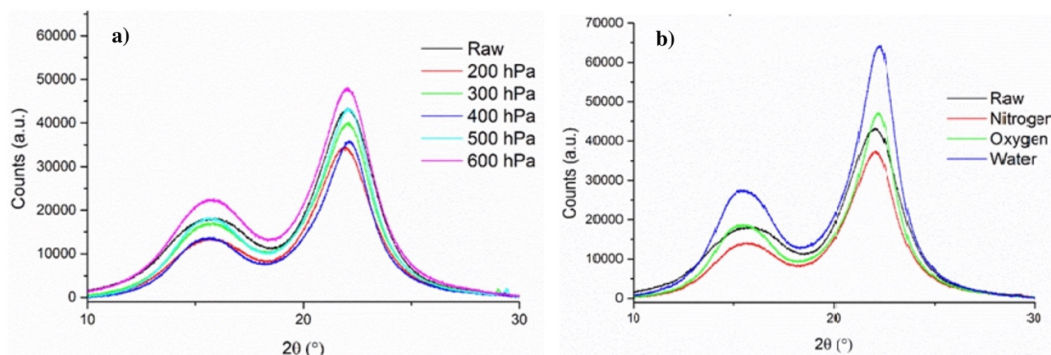 a)
60000
50000
40000
30000
20000
10000
0
Counts (a.u.)
10
20
30
2θ (°)
Raw
200 hPa
300 hPa
400 hPa
500 hPa
600 hPa
b)
70000
60000
50000
40000
30000
20000
10000
0
Counts (a.u.)
10
20
30
2θ (°)
Raw
Nitrogen
Oxygen
Water